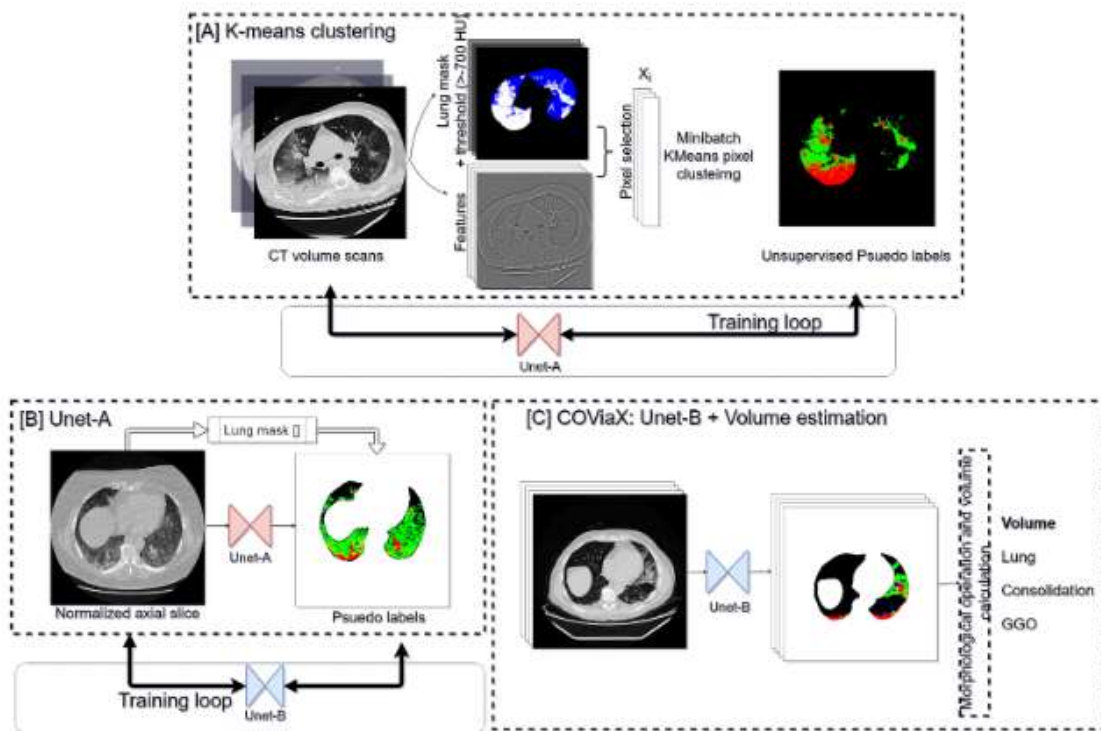 [A] K-means clustering
Lung mask
+ threshold (>-700 HU)
Features
CT volume scans
Pixel selection
Xi
Minibatch
KMeans pixel
clusteirng
Unsupervised Psuedo labels
Training loop
Unet-A
[B] Unet-A
Lung mask []
Unet-A
Normalized axial slice
Psuedo labels
Training loop
Unet-B
[C] COViaX: Unet-B + Volume estimation
Unet-B
Morphological operation and volume
calculation
Volume
Lung
Consolidation
GGO